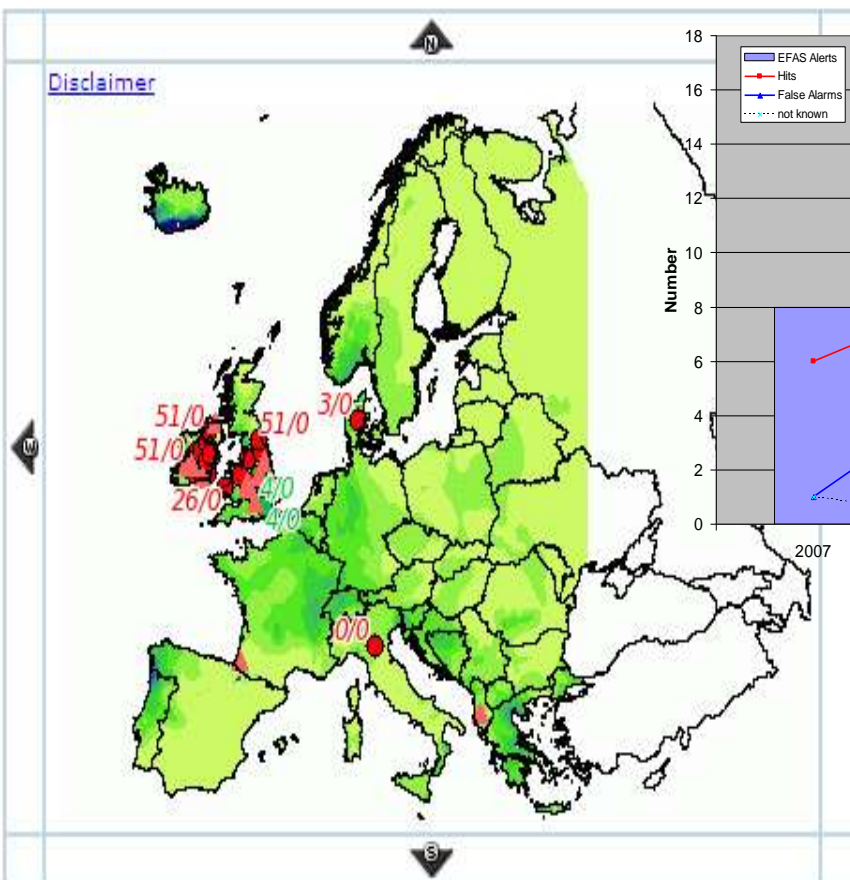 N
Disclaimer
18
16
14
12
10
8
6
4
2
0
Number
EFAS Alerts
Hits
False Alarms
not known
2007
51/0
51/0
51/0
3/0
26/0
4/0
4/0
0/0
W
S